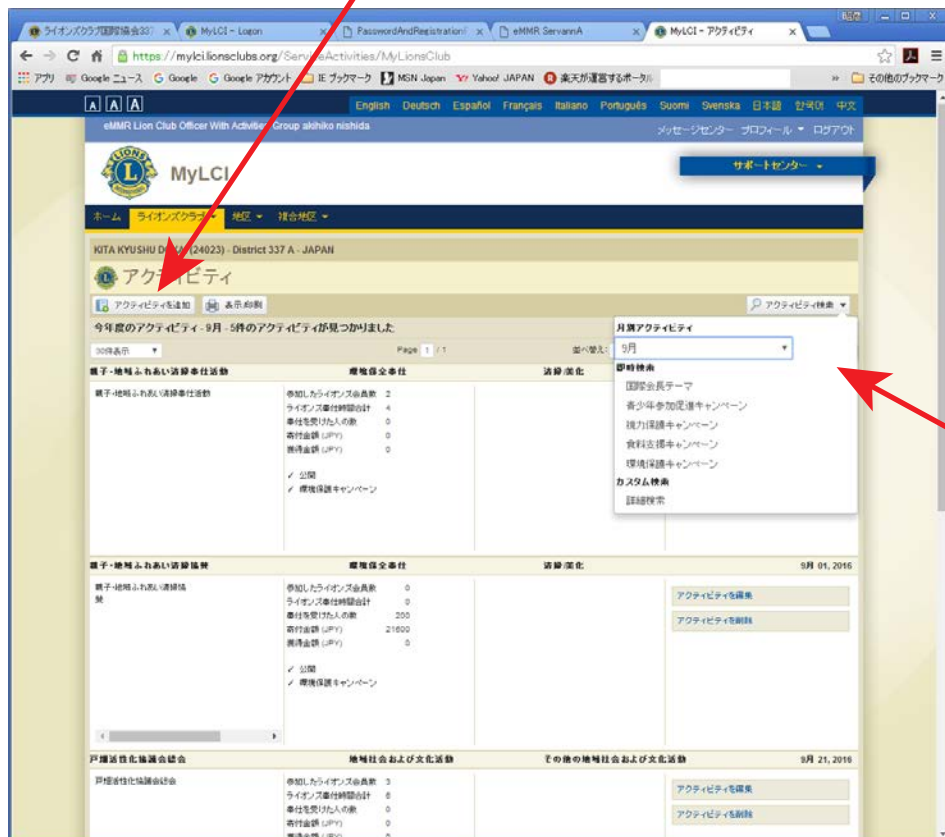 ライオンズクラブ国際協会337
MyLCI - Logon
PasswordAndRegistrationI
eMMR ServannA
MyLCI - アクティビティ
https://mylci.lionsclubs.org/ServiceActivities/MyLionsClub
アプリ Google ニュース Google Google アカウント IE ブックマーク MSN Japan Yahoo! JAPAN 楽天が運営するポータル » その他のブックマーク
A A A English Deutsch Español Français Italiano Português Suomi Svenska 日本語 한국어 中文
eMMR Lion Club Officer With Activities Group akihiko nishida メッセージセンター プロフィール ログアウト
LIONS
L
INTERNATIONAL
MyLCI
サポートセンター
ホーム ライオンズクラブ 地区 複合地区
KITA KYUSHU (24023) - District 337 A - JAPAN
アクティビティ
アクティビティを追加 表示/印刷 アクティビティ検索
今年度のアクティビティ - 9月 - 5件のアクティビティが見つかりました
30件表示 Page 1 / 1 並べ替え:
月別アクティビティ
9月
即時検索
国際会長テーマ
青少年参加促進キャンペーン
視力保護キャンペーン
食料支援キャンペーン
環境保護キャンペーン
カスタム検索
詳細検索
親子・地域ふれあい清掃奉仕活動 環境保全奉仕 清掃/美化
親子・地域ふれあい清掃奉仕活動
参加したライオンズ会員数 2
ライオンズ奉仕時間合計 4
奉仕を受けた人の数 0
寄付金額 (JPY) 0
獲得金額 (JPY) 0
✓ 公開
✓ 環境保護キャンペーン
親子・地域ふれあい清掃協賛 環境保全奉仕 清掃/美化 9月 01, 2016
親子・地域ふれあい清掃協
賛
参加したライオンズ会員数 0
ライオンズ奉仕時間合計 0
奉仕を受けた人の数 200
寄付金額 (JPY) 21600
獲得金額 (JPY) 0
✓ 公開
✓ 環境保護キャンペーン
アクティビティを編集
アクティビティを削除
戸畑活性化協議会総会 地域社会および文化活動 その他の地域社会および文化活動 9月 21, 2016
戸畑活性化協議会総会
参加したライオンズ会員数 3
ライオンズ奉仕時間合計 6
奉仕を受けた人の数 0
寄付金額 (JPY) 0
獲得金額 (JPY) 0
アクティビティを編集
アクティビティを削除